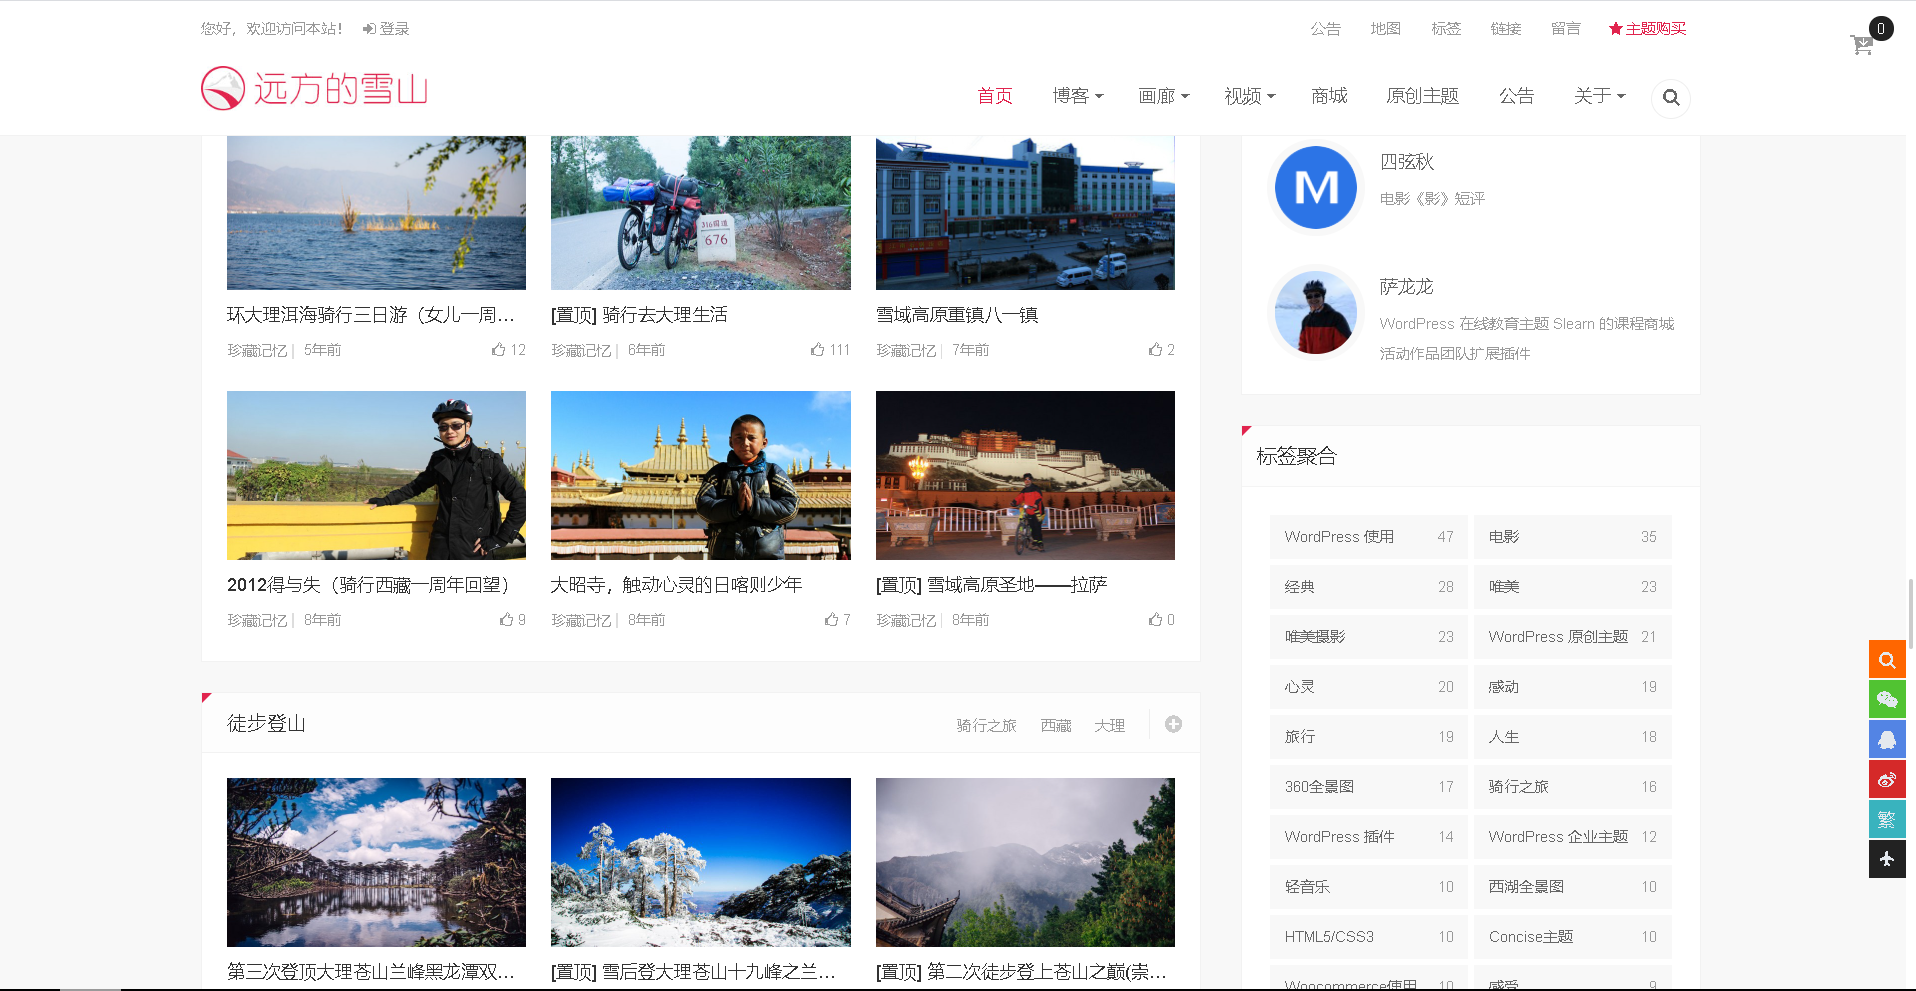 您好，欢迎访问本站！ 登录
公告 地图 标签 链接 留言 主题购买
0
远方的雪山
首页 博客 画廊 视频 商城 原创主题 公告 关于
316国道
676
环大理洱海骑行三日游（女儿一周...
[置顶] 骑行去大理生活
雪域高原重镇八一镇
珍藏记忆 | 5年前 12
珍藏记忆 | 6年前 111
珍藏记忆 | 7年前 2
2012得与失（骑行西藏一周年回望）
大昭寺，触动心灵的日喀则少年
[置顶] 雪域高原圣地——拉萨
珍藏记忆 | 8年前 9
珍藏记忆 | 8年前 7
珍藏记忆 | 8年前 0
徒步登山
骑行之旅 西藏 大理
第三次登顶大理苍山兰峰黑龙潭双...
[置顶] 雪后登大理苍山十九峰之兰...
[置顶] 第二次徒步登上苍山之巅(崇...
M
四弦秋
电影《影》短评
萨龙龙
WordPress 在线教育主题 Slearn 的课程商城
活动作品团队扩展插件
标签聚合
WordPress 使用 47
电影 35
经典 28
唯美 23
唯美摄影 23
WordPress 原创主题 21
心灵 20
感动 19
旅行 19
人生 18
360全景图 17
骑行之旅 16
WordPress 插件 14
WordPress 企业主题 12
轻音乐 10
西湖全景图 10
HTML5/CSS3 10
Concise主题 10
Woocommerce使用 10
感受 9
繁